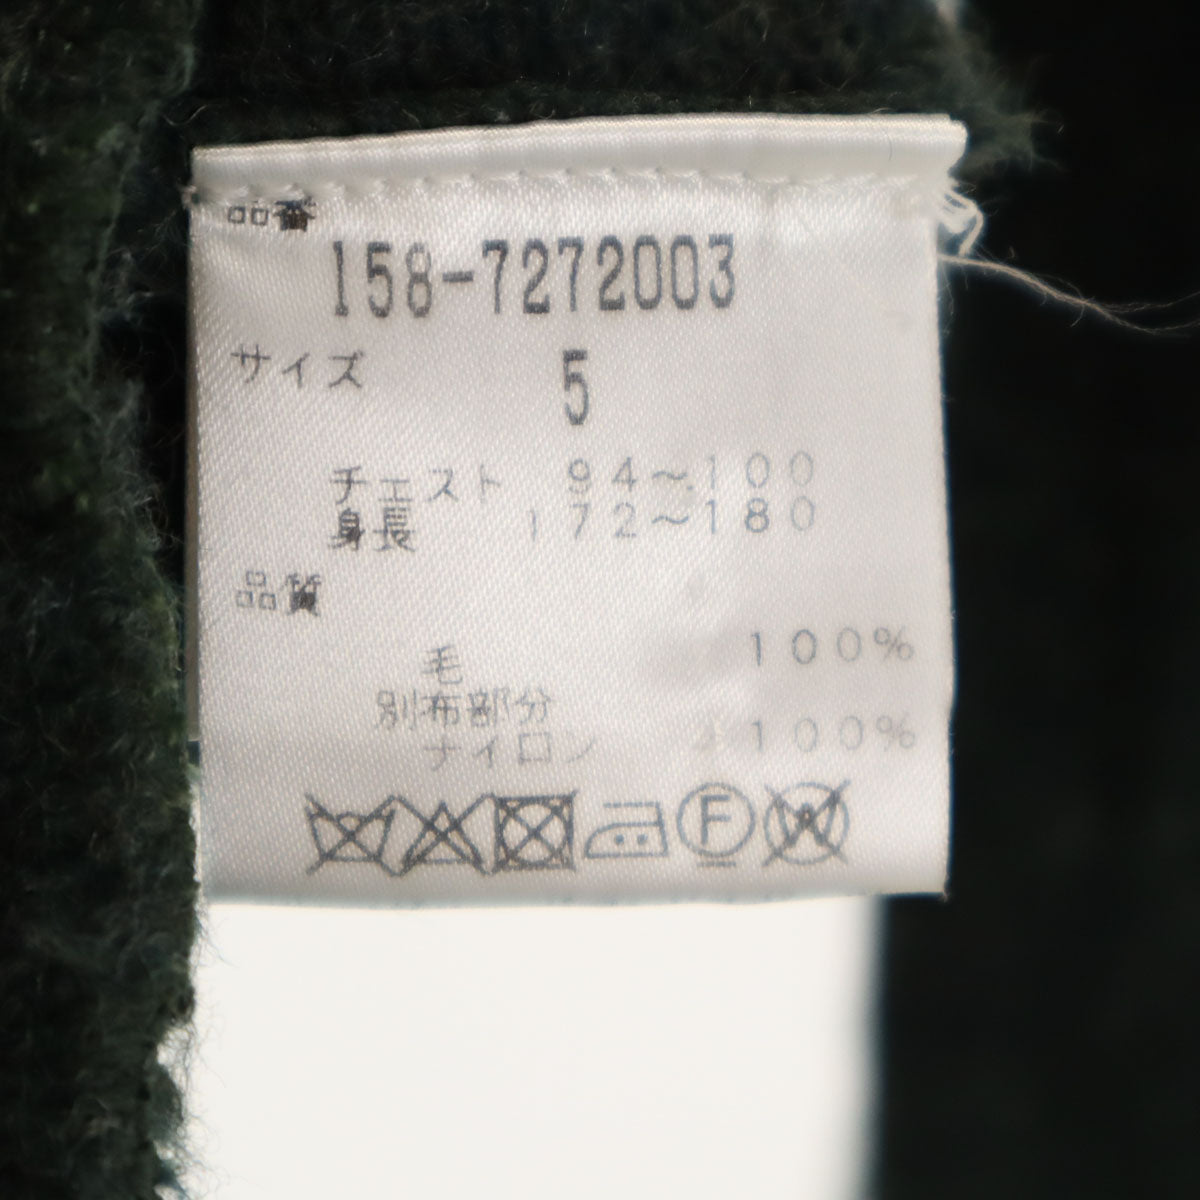 品番
158-7272003
サイズ 5
チェスト 94～100
身長 172～180
品質
毛 100%
別布部分
ナイロン 100%
F W